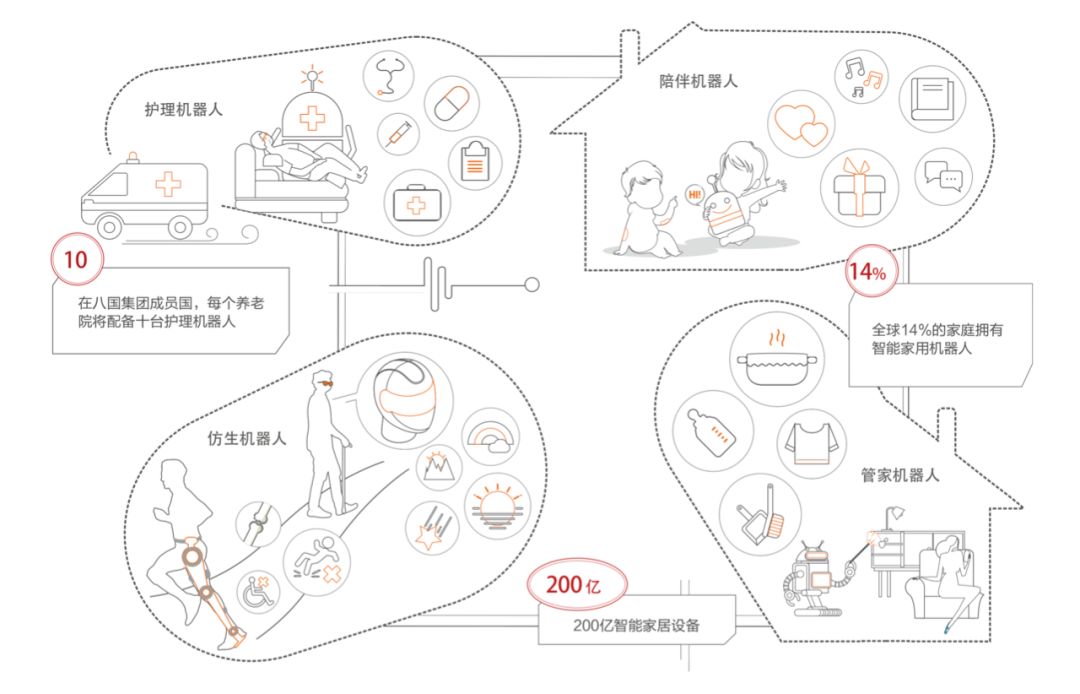 护理机器人
陪伴机器人
HI!
10
在八国集团成员国，每个养老
院将配备十台护理机器人
14%
全球14%的家庭拥有
智能家用机器人
仿生机器人
管家机器人
200亿
200亿智能家居设备